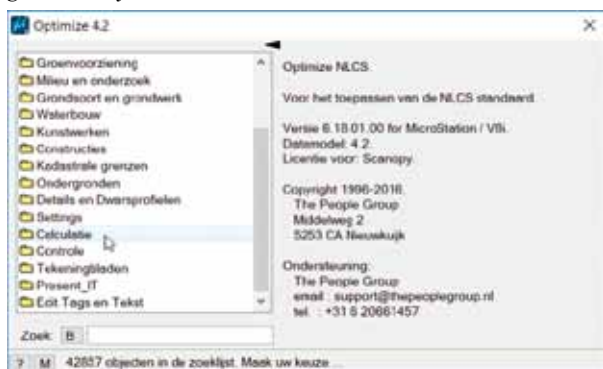 Optimize 4.2
Groenvoorziening
Milieu en onderzoek
Grondsoort en grondwerk
Waterbouw
Kunstwerken
Constructies
Kadastrale grenzen
Ondergronden
Details en Dwarsprofielen
Settings
Calculatie
Controle
Tekeningbladen
Present_IT
Edit Tags en Tekst
Zoek: B
Optimize NLCS.
Voor het toepassen van de NLCS standaard.
Versie 6.18.01.00 for MicroStation / V8i.
Datamodel: 4.2.
Licentie voor: Scanopy.
Copyright 1996-2016.
The People Group
Middelweg 2
5253 CA Nieuwkuijk
Ondersteuning:
The People Group
email : support@thepeoplegroup.nl
tel. : +31 6 20661457
? M 42857 objecten in de zoeklijst. Maak uw keuze ...